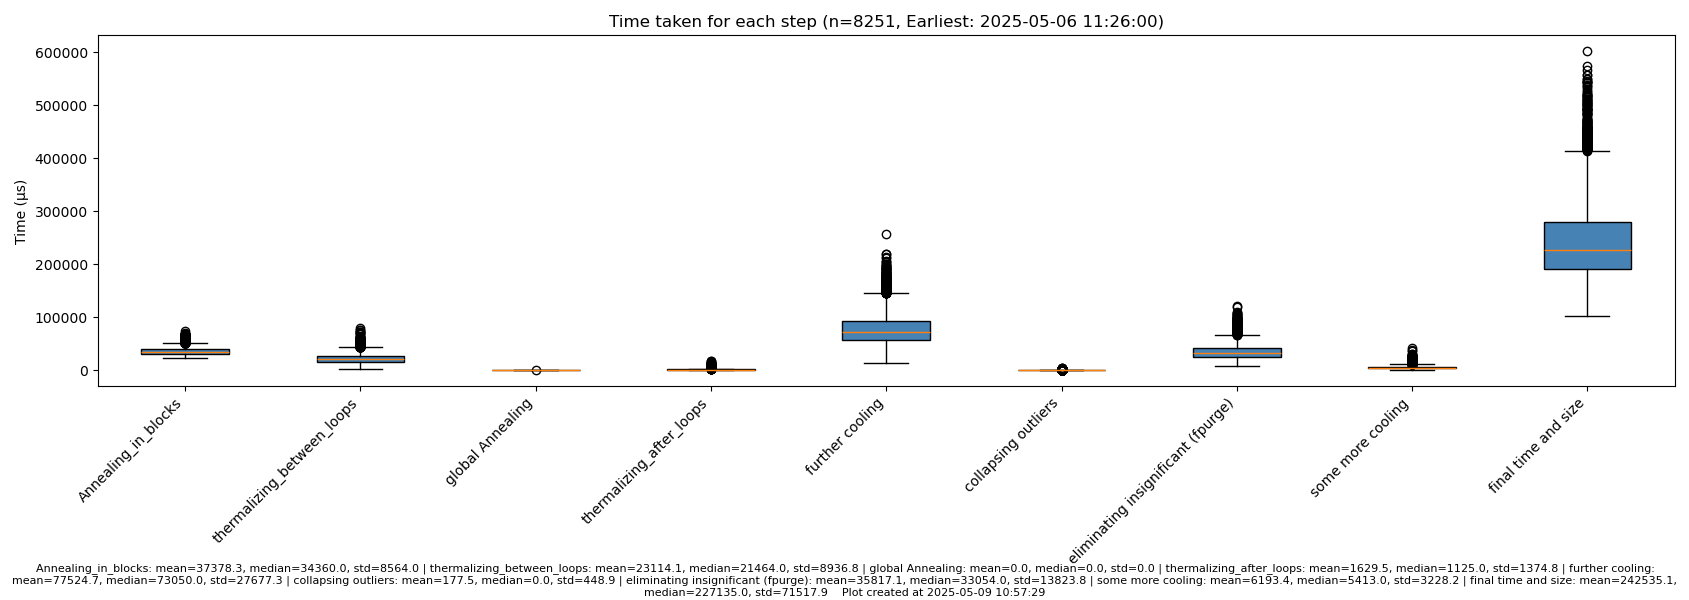 Time taken for each step (n=8251, Earliest: 2025-05-06 11:26:00)
Time (µs)
600000
500000
400000
300000
200000
100000
0
Annealing_in_blocks
thermalizing_between_loops
global Annealing
thermalizing_after_loops
further cooling
collapsing outliers
eliminating insignificant (fpurge)
some more cooling
final time and size
Annealing_in_blocks: mean=37378.3, median=34360.0, std=8564.0 | thermalizing_between_loops: mean=23114.1, median=21464.0, std=8936.8 | global Annealing: mean=0.0, median=0.0, std=0.0 | thermalizing_after_loops: mean=1629.5, median=1125.0, std=1374.8 | further cooling:
mean=77524.7, median=73050.0, std=27677.3 | collapsing outliers: mean=177.5, median=0.0, std=448.9 | eliminating insignificant (fpurge): mean=35817.1, median=33054.0, std=13823.8 | some more cooling: mean=6193.4, median=5413.0, std=3228.2 | final time and size: mean=242535.1,
median=227135.0, std=71517.9    Plot created at 2025-05-09 10:57:29